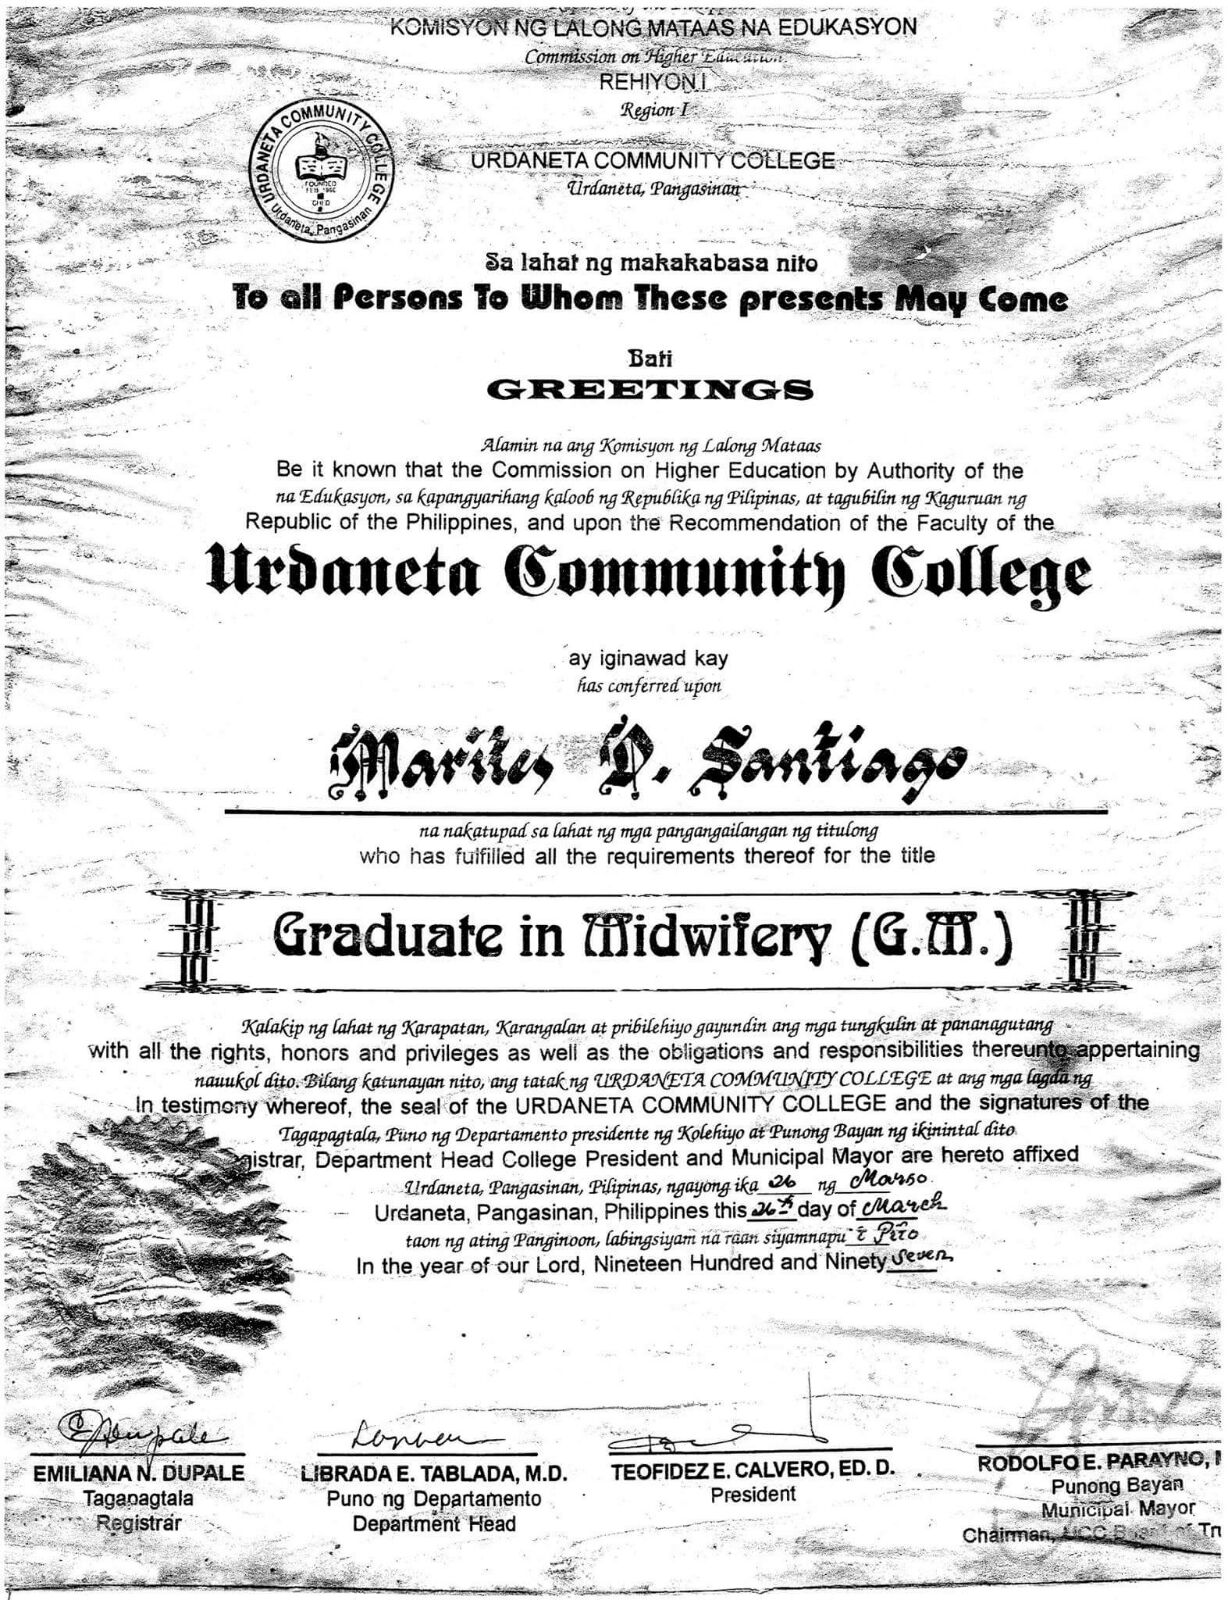 KOMISYON NG LALONG MATAAS NA EDUKASYON
Commission on Higher Education
REHIYON I
Region I
URDANETA COMMUNITY COLLEGE
Urdaneta, Pangasinan
URDANETA COMMUNITY COLLEGE
FOUNDED
Urdaneta, Pangasinan
Sa lahat ng makakabasa nito
To all Persons To Whom These presents May Come
Bati
GREETINGS
Alamin na ang Komisyon ng Lalong Mataas
Be it known that the Commission on Higher Education by Authority of the
na Edukasyon, sa kapangyarihang kaloob ng Republika ng Pilipinas, at tagubilin ng Kaguruan ng
Republic of the Philippines, and upon the Recommendation of the Faculty of the
Urdaneta Community College
ay iginawad kay
has conferred upon
Marites Santiago
na nakatupad sa lahat ng mga pangangailangan ng titulong
who has fulfilled all the requirements thereof for the title
Graduate in Midwifery (G.M.)
Kalakip ng lahat ng Karapatan, Karangalan at pribilehiyo gayundin ang mga tungkulin at pananagutang
with all the rights, honors and privileges as well as the obligations and responsibilities thereunto appertaining
nauukol dito. Bilang katunayan nito, ang tatak ng URDANETA COMMUNITY COLLEGE at ang mga lagda ng
In testimony whereof, the seal of the URDANETA COMMUNITY COLLEGE and the signatures of the
Tagapagtala, Puno ng Departamento presidente ng Kolehiyo at Punong Bayan ng ikinintal dito
gistrar, Department Head College President and Municipal Mayor are hereto affixed
Urdaneta, Pangasinan, Pilipinas, ngayong ika 26 ng Marso
Urdaneta, Pangasinan, Philippines this 26th day of March
taon ng ating Panginoon, labingsiyam na raan siyamnapu't Pito
In the year of our Lord, Nineteen Hundred and Ninety Seven
EMILIANA N. DUPALE
Tagapagtala
Registrar
LIBRADA E. TABLADA, M.D.
Puno ng Departamento
Department Head
TEOFIDEZ E. CALVERO, ED. D.
President
RODOLFO E. PARAYNO,
Punong Bayan
Municipal Mayor
Chairman, UCC Board of Tr